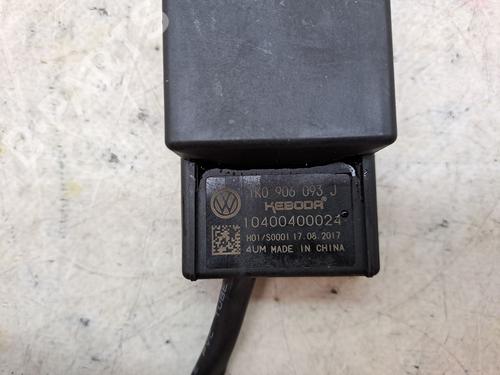 1K0 906 093 J
KEBODA
10400400024
H01/S0001 17.06.2017
4UM MADE IN CHINA